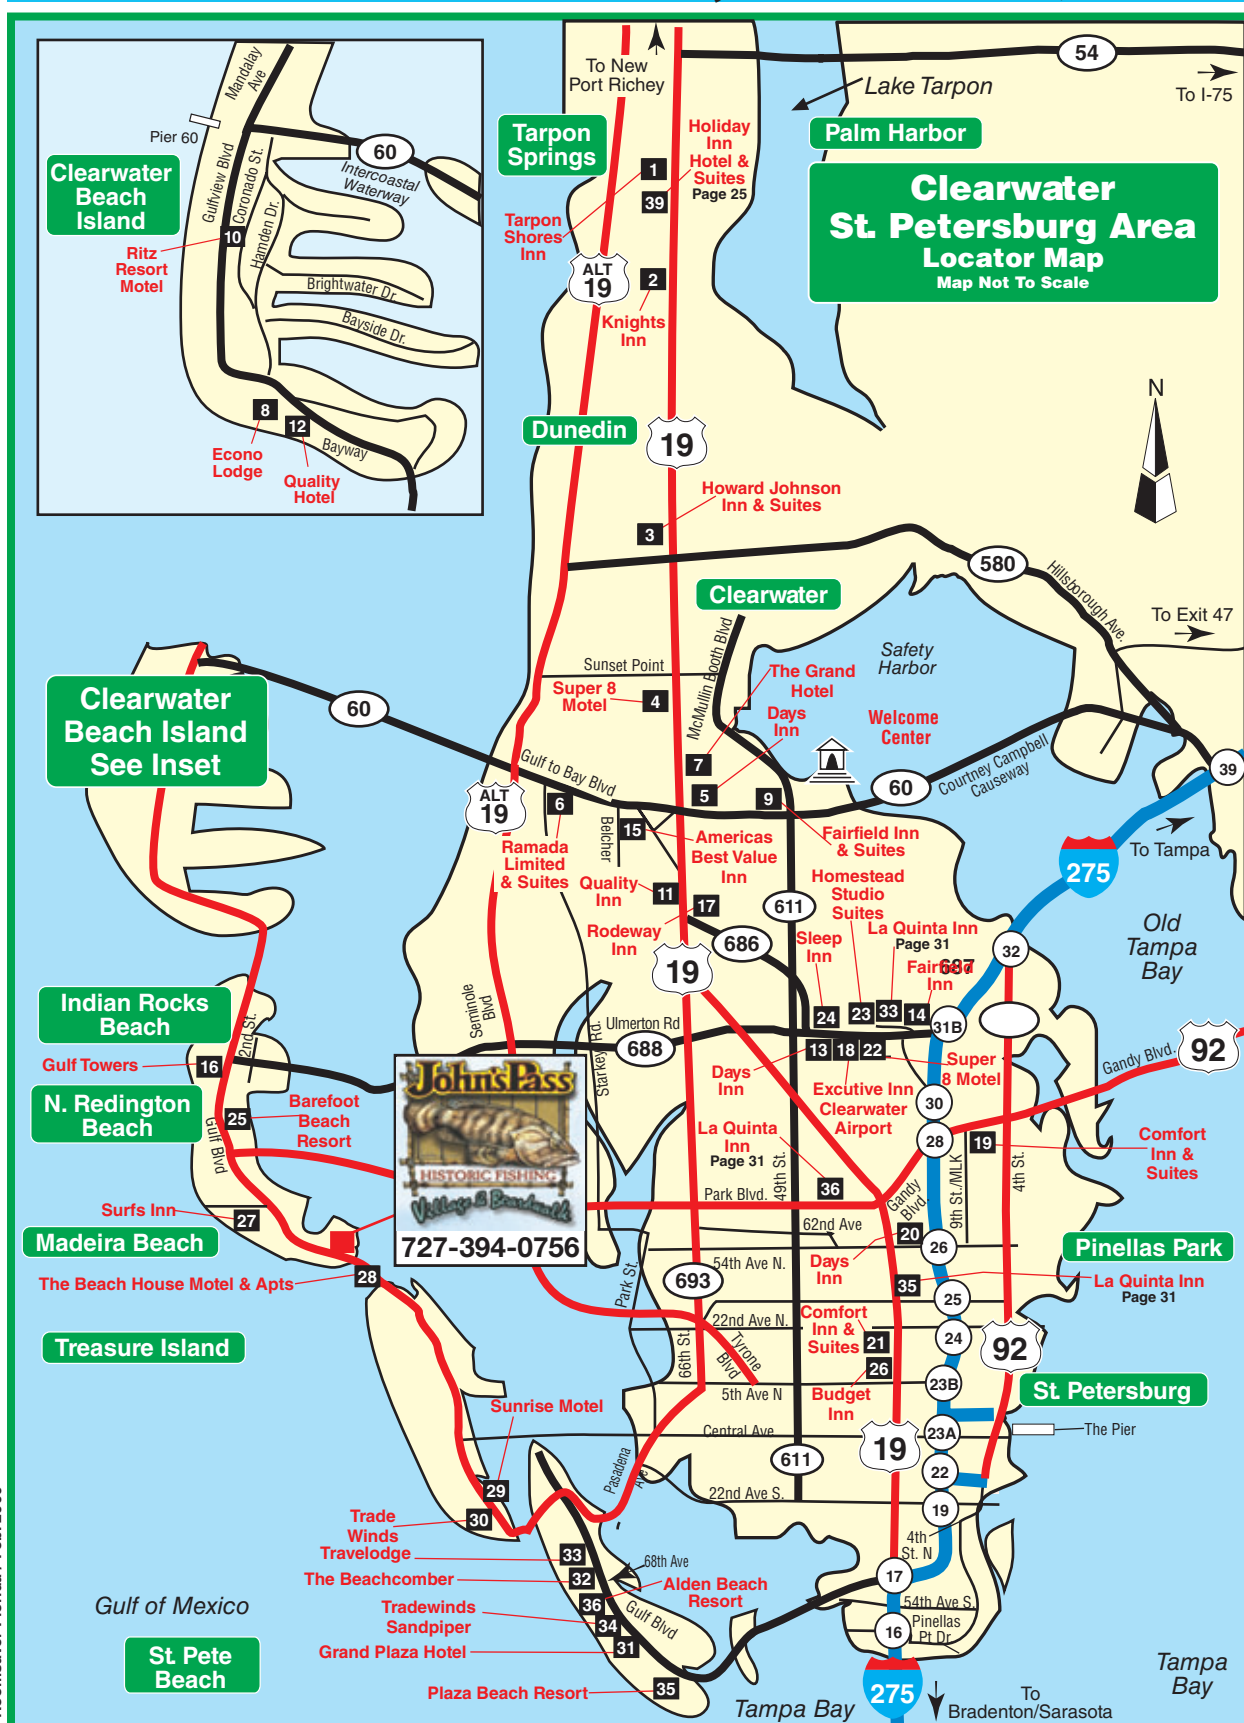 Mandalay
Ave
Pier 60
60
Intercoastal
Waterway
Clearwater
Beach
Island
Gulfview Blvd
Coronado St.
Hamden Dr.
10
Ritz
Resort
Motel
Brightwater Dr.
Bayside Dr.
8
12
Econo
Lodge
Quality
Hotel
Bayway
To New
Port Richey
54
To I-75
Lake Tarpon
Tarpon
Springs
Palm Harbor
Clearwater
St. Petersburg Area
Locator Map
Map Not To Scale
Holiday
Inn
Hotel &
Suites
Page 25
1
39
Tarpon
Shores
Inn
ALT
19
2
Knights
Inn
N
Dunedin
19
Howard Johnson
Inn & Suites
3
580
Hillsborough Ave.
Clearwater
To Exit 47
Safety
Harbor
McMullin Booth Blvd
Sunset Point
Super 8
Motel
4
The Grand
Hotel
Days
Inn
Welcome
Center
Clearwater
Beach Island
See Inset
60
Gulf to Bay Blvd
7
5
9
60
Courtney Campbell
Causeway
39
ALT
19
6
Belcher
15
Ramada
Limited
& Suites
Americas
Best Value
Inn
Fairfield Inn
& Suites
To Tampa
275
Quality
Inn
11
17
Rodeway
Inn
611
686
Homestead
Studio
Suites
La Quinta Inn
Page 31
Sleep
Inn
Fairfield
Inn
687
32
Old
Tampa
Bay
19
24
23
33
14
31B
Indian Rocks
Beach
2nd St.
Seminole
Blvd
Starkey Rd.
Ulmerton Rd
688
13
18
22
92
Gandy Blvd.
Gulf Towers
16
Days
Inn
Super
8 Motel
Excutive Inn
Clearwater
Airport
30
N. Redington
Beach
25
Barefoot
Beach
Resort
Gulf Blvd
John'sPass
HISTORIC FISHING
Village & Boardwalk
727-394-0756
La Quinta
Inn
Page 31
28
19
Comfort
Inn &
Suites
9th St./MLK
4th St.
49th St.
36
Park Blvd.
Gandy
Blvd.
Surfs Inn
27
62nd Ave
20
26
Madeira Beach
Pinellas Park
28
The Beach House Motel & Apts
Park St.
54th Ave N.
Days
Inn
693
35
La Quinta Inn
Page 31
25
22nd Ave N.
Comfort
Inn &
Suites
21
24
92
Treasure Island
66th St.
Tyrone
Blvd
26
23B
5th Ave N
Budget
Inn
St. Petersburg
Sunrise Motel
Central Ave
23A
The Pier
19
611
Pasadena
Ave
22
29
22nd Ave S.
19
30
Trade
Winds
Travelodge
33
68th Ave
4th
St. N
17
The Beachcomber
32
Alden Beach
Resort
36
Tradewinds
Sandpiper
34
Gulf Blvd
54th Ave S.
Pinellas
Pt Dr
16
Gulf of Mexico
Grand Plaza Hotel
31
St. Pete
Beach
Plaza Beach Resort
35
Tampa Bay
275
To
Bradenton/Sarasota
Tampa
Bay